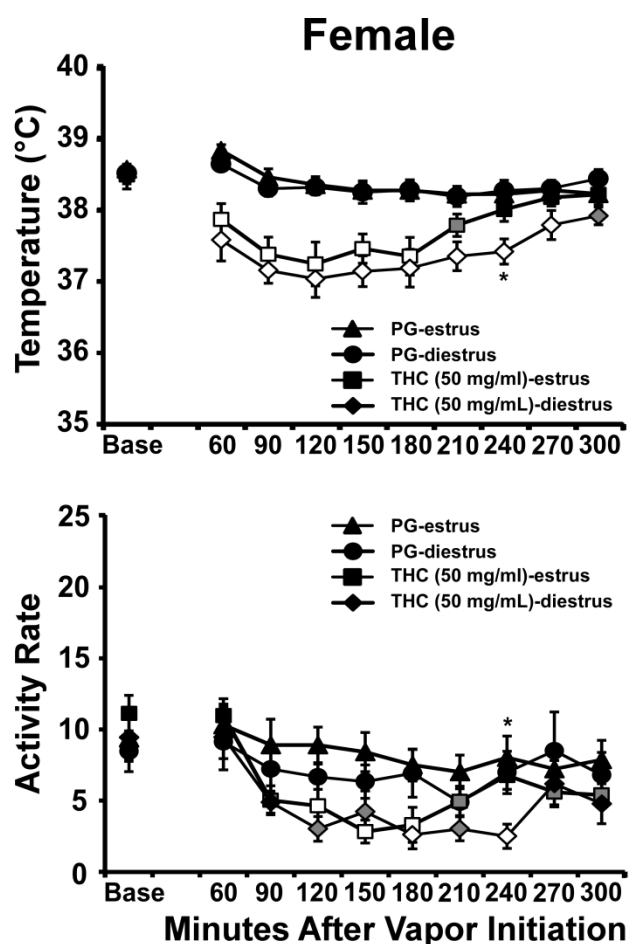 Female
Temperature (°C)
40
39
38
37
36
35
*
PG-estrus
PG-diestrus
THC (50 mg/ml)-estrus
THC (50 mg/mL)-diestrus
Base 60 90 120 150 180 210 240 270 300
Activity Rate
25
20
15
10
5
0
PG-estrus
PG-diestrus
THC (50 mg/ml)-estrus
THC (50 mg/mL)-diestrus
*
Base 60 90 120 150 180 210 240 270 300
Minutes After Vapor Initiation